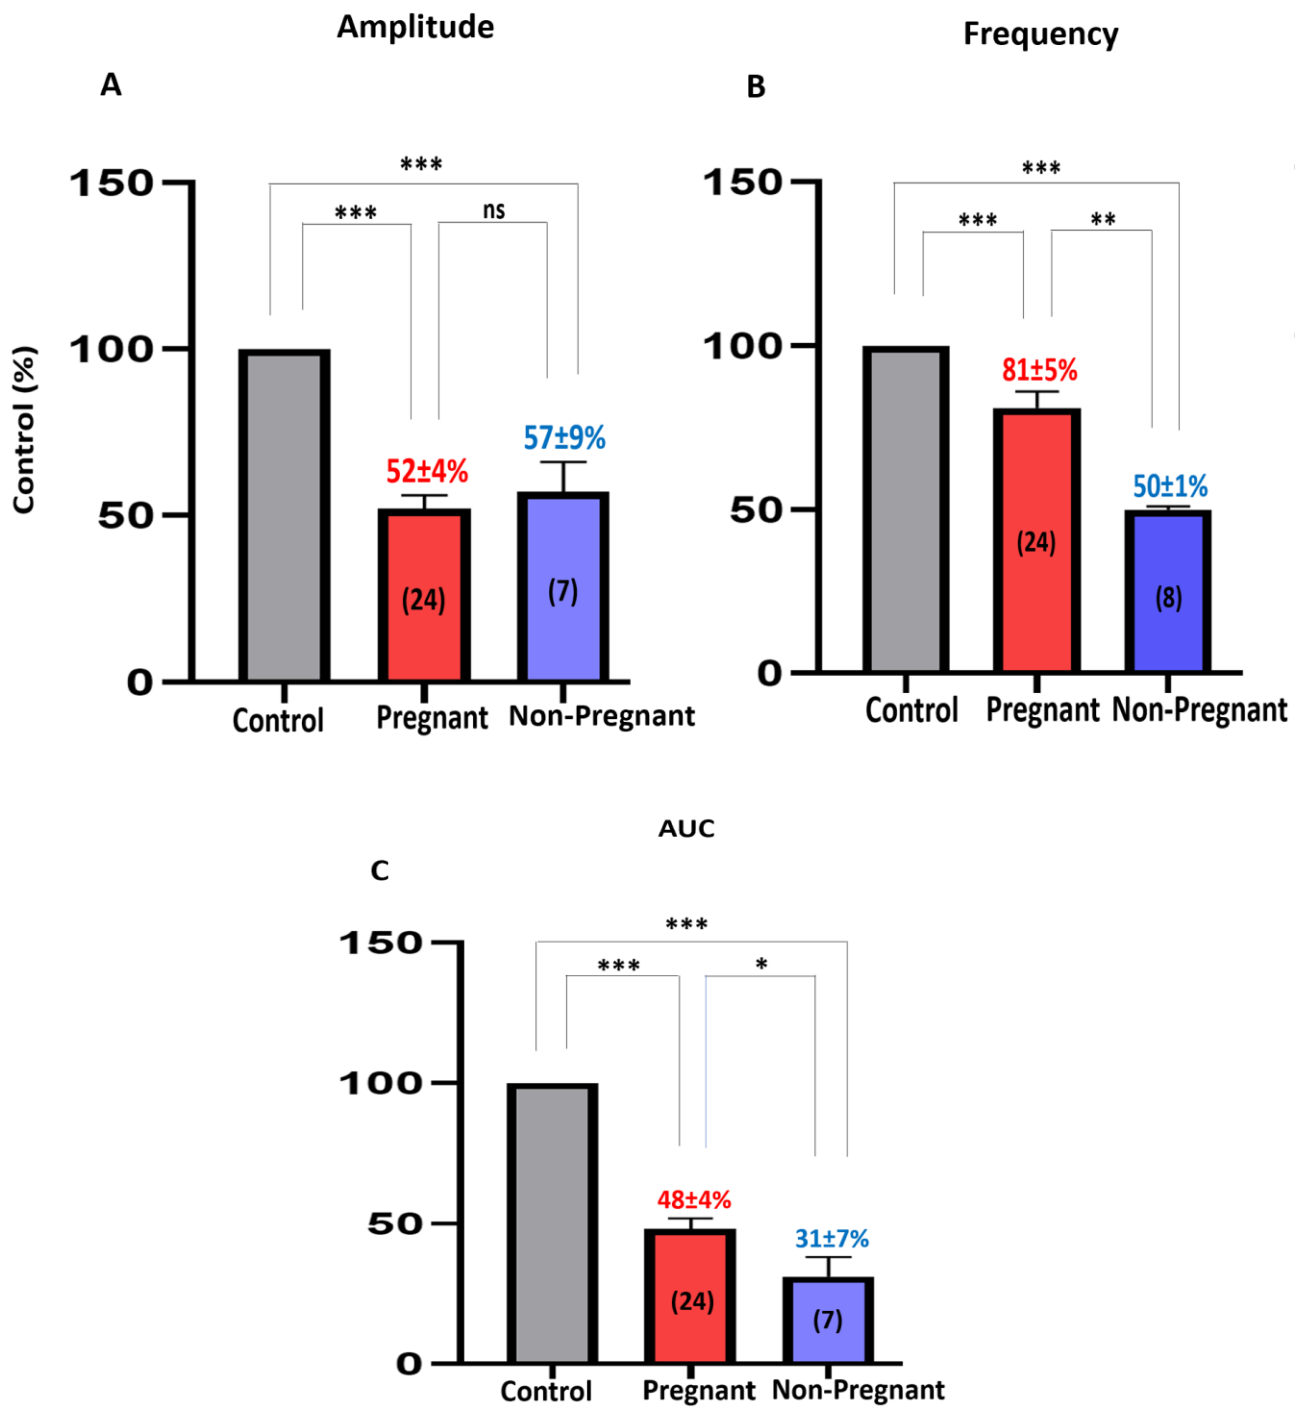 Amplitude
A
Control (%)
150
100
50
0
***
***
ns
52±4%
57±9%
(24)
(7)
Control
Pregnant
Non-Pregnant
Frequency
B
150
100
50
0
***
***
**
81±5%
50±1%
(24)
(8)
Control
Pregnant
Non-Pregnant
AUC
C
150
100
50
0
***
***
*
48±4%
31±7%
(24)
(7)
Control
Pregnant
Non-Pregnant